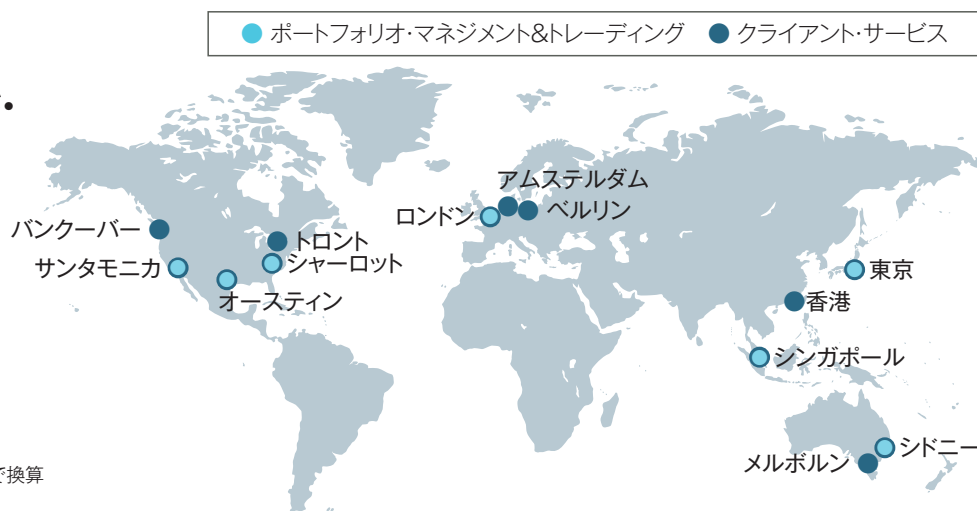 ポートフォリオ・マネジメント&トレーディング
クライアント・サービス
アムステルダム
ロンドン
ベルリン
バンクーバー
トロント
サンタモニカ
シャーロット
オースティン
東京
香港
シンガポール
シドニー
メルボルン
で換算